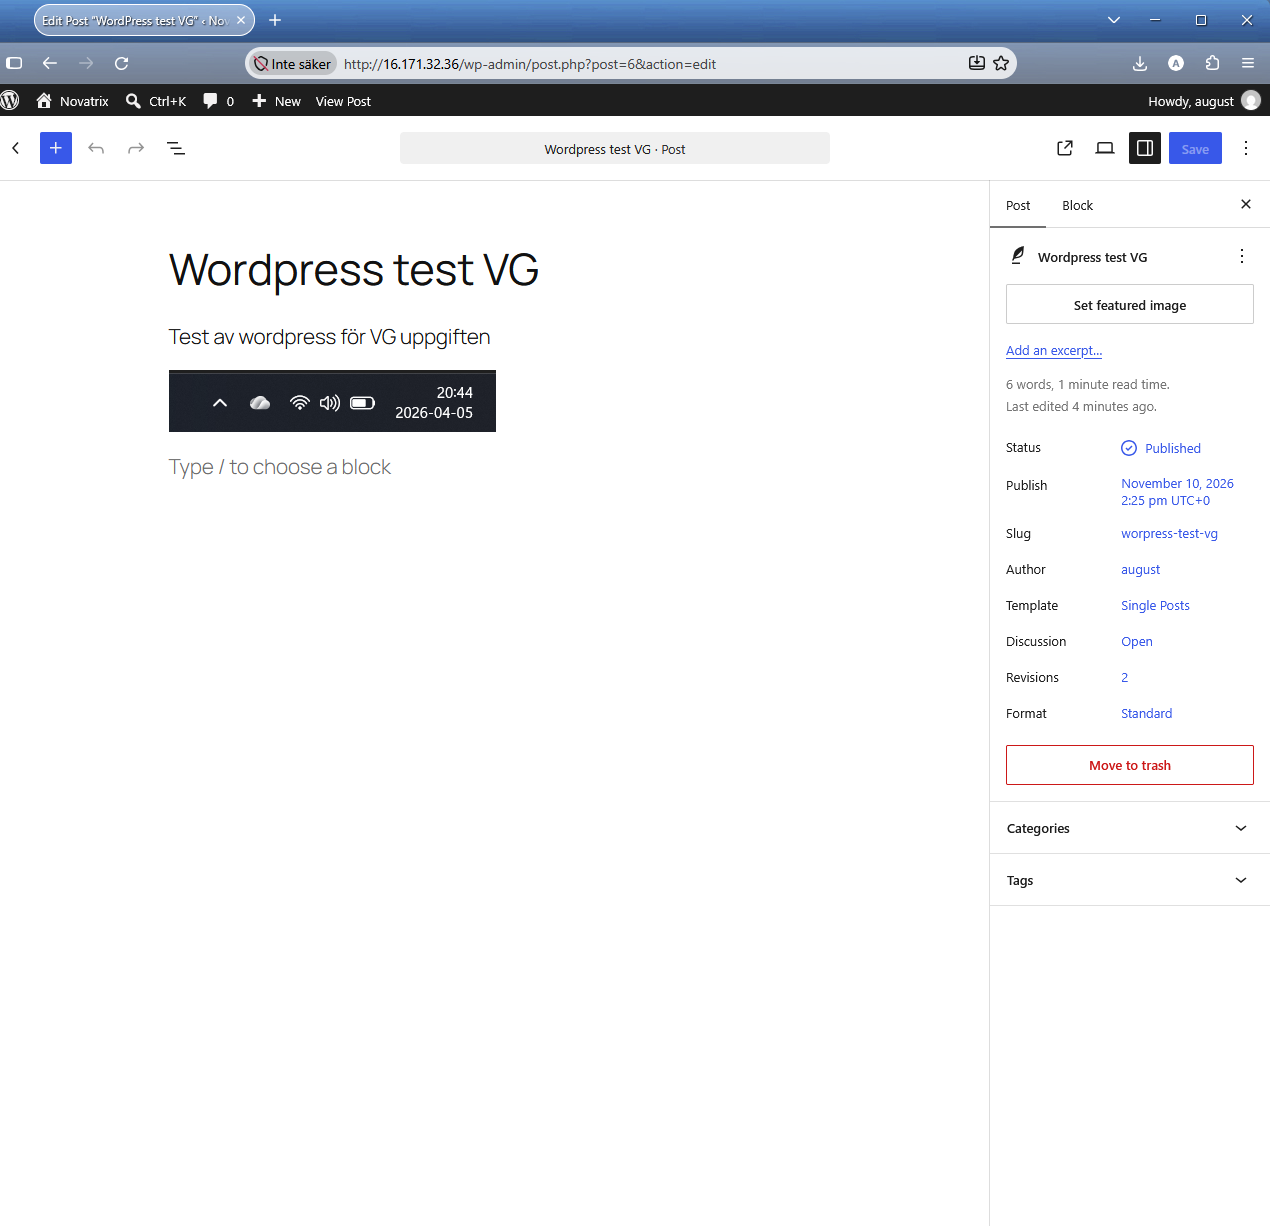 Edit Post "WordPress test VG" ‹ Nov
Inte säker http://16.171.32.36/wp-admin/post.php?post=6&action=edit
A
Novatrix Ctrl+K 0 New View Post Howdy, august
Wordpress test VG · Post
Save
Post Block
Wordpress test VG
Test av wordpress för VG uppgiften
20:44
2026-04-05
Type / to choose a block
Wordpress test VG
Set featured image
Add an excerpt...
6 words, 1 minute read time.
Last edited 4 minutes ago.
Status Published
Publish November 10, 2026
2:25 pm UTC+0
Slug worpress-test-vg
Author august
Template Single Posts
Discussion Open
Revisions 2
Format Standard
Move to trash
Categories
Tags